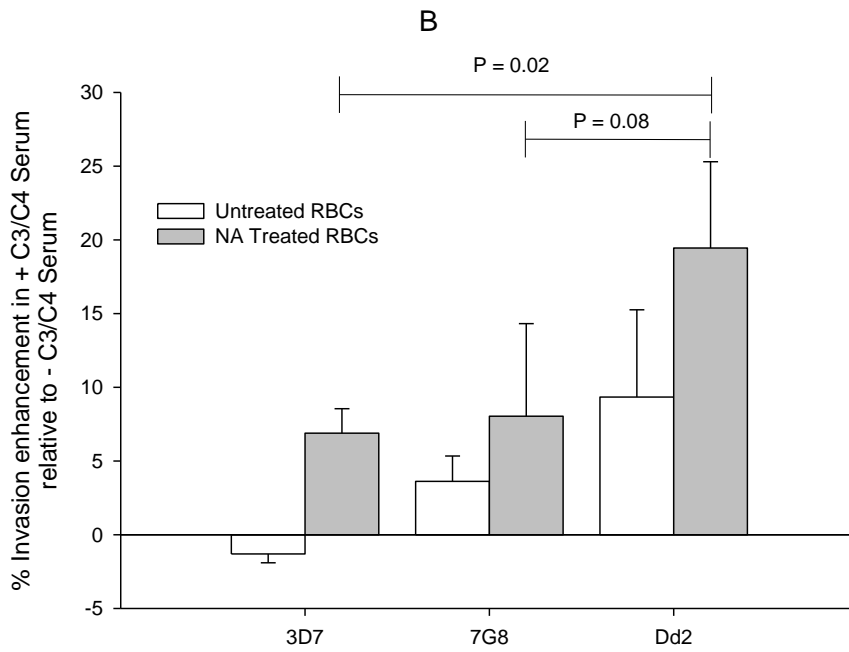 B
P = 0.02
P = 0.08
30
25
20
15
10
5
0
-5
% Invasion enhancement in + C3/C4 Serum
relative to - C3/C4 Serum
Untreated RBCs
NA Treated RBCs
3D7
7G8
Dd2